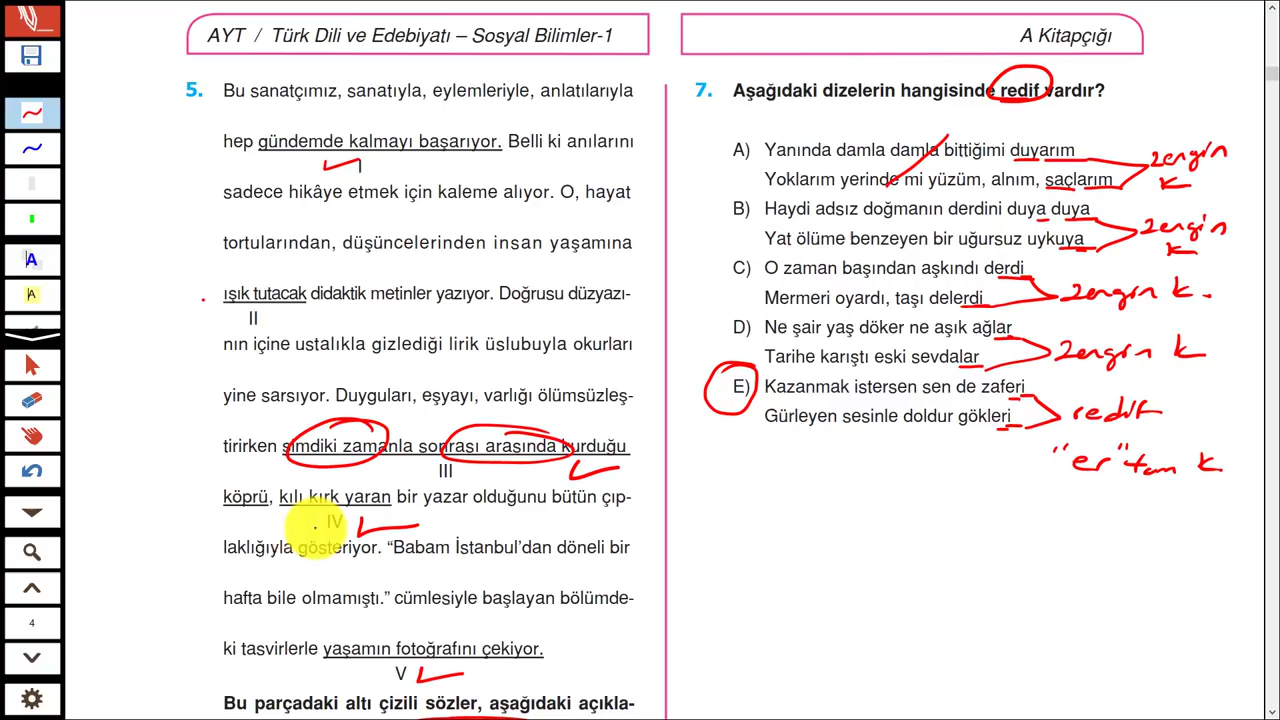 AYT / Türk Dili ve Edebiyatı – Sosyal Bilimler-1
A Kitapçığı
5. Bu sanatçımız, sanatıyla, eylemleriyle, anlatılarıyla
hep gündemde kalmayı başarıyor. Belli ki anılarını
I
sadece hikâye etmek için kaleme alıyor. O, hayat
tortularından, düşüncelerinden insan yaşamına
ışık tutacak didaktik metinler yazıyor. Doğrusu düzyazı-
II
nın içine ustalıkla gizlediği lirik üslubuyla okurları
yine sarsıyor. Duyguları, eşyayı, varlığı ölümsüzleş-
tirirken şimdiki zamanla sonrası arasında kurduğu
III
köprü, kılı kırk yaran bir yazar olduğunu bütün çıp-
IV
laklığıyla gösteriyor. “Babam İstanbul’dan döneli bir
hafta bile olmamıştı.” cümlesiyle başlayan bölümde-
ki tasvirlerle yaşamın fotoğrafını çekiyor.
V
Bu parçadaki altı çizili sözler, aşağıdaki açıkla-
7. Aşağıdaki dizelerin hangisinde redif vardır?
A) Yanında damla damla bittiğimi duyarım
Yoklarım yerinde mi yüzüm, alnım, saçlarım
zengin
k
B) Haydi adsız doğmanın derdini duya duya
Yat ölüme benzeyen bir uğursuz uykuya
zengin
k
C) O zaman başından aşkındı derdi
Mermeri oyardı, taşı delerdi
zengin k.
D) Ne şair yaş döker ne aşık ağlar
Tarihe karıştı eski sevdalar
zengin k
E) Kazanmak istersen sen de zaferi
Gürleyen sesinle doldur gökleri
redif
"er" tam k
A
A
4